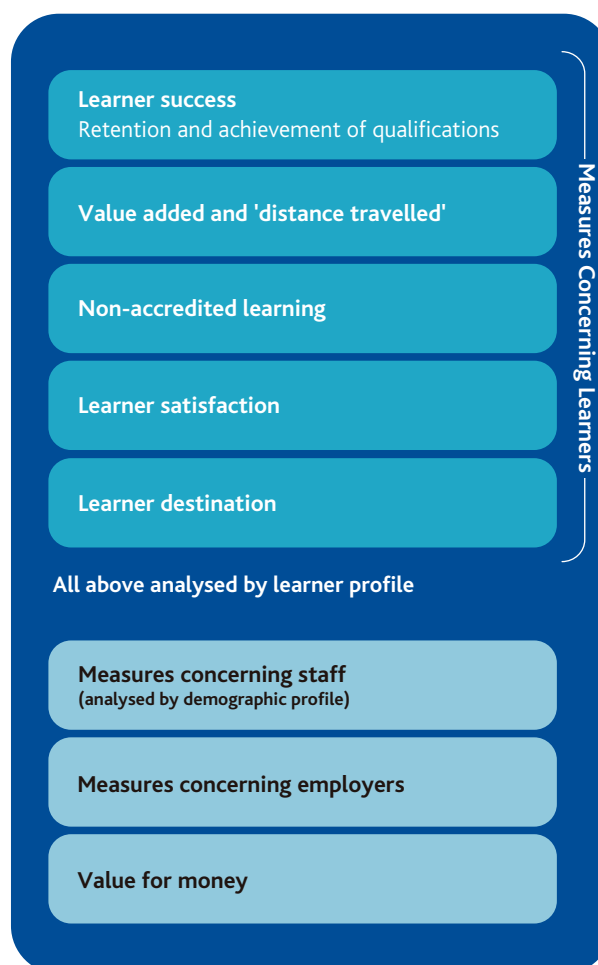 Learner success
Retention and achievement of qualifications
Value added and 'distance travelled'
Non-accredited learning
Learner satisfaction
Learner destination
Measures Concerning Learners
All above analysed by learner profile
Measures concerning staff
(analysed by demographic profile)
Measures concerning employers
Value for money